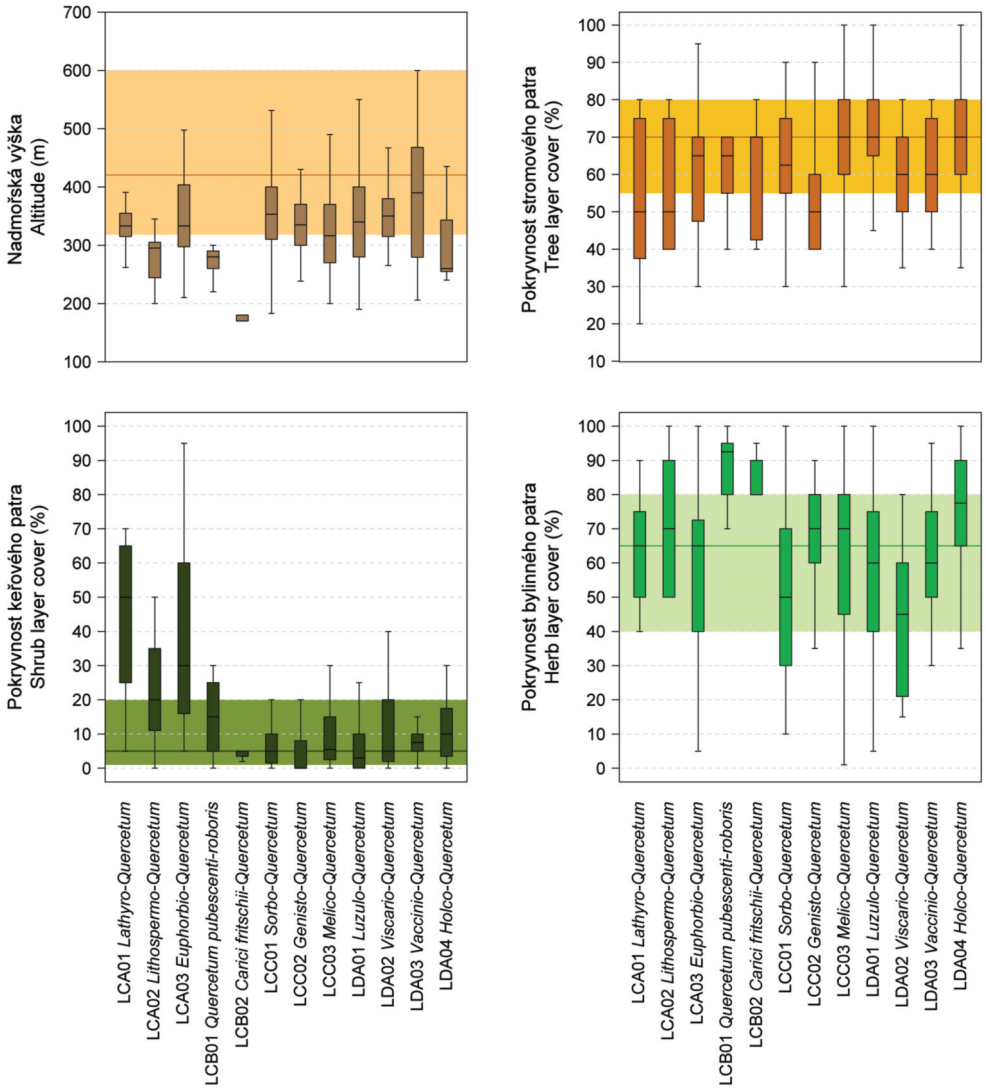 Nadmořská výška
Altitude (m)
700
600
500
400
300
200
100
Pokryvnost stromového patra
Tree layer cover (%)
100
90
80
70
60
50
40
30
20
10
Pokryvnost keřového patra
Shrub layer cover (%)
100
90
80
70
60
50
40
30
20
10
0
Pokryvnost bylinného patra
Herb layer cover (%)
100
90
80
70
60
50
40
30
20
10
0
LCA01 Lathyro-Quercetum
LCA02 Lithospermo-Quercetum
LCA03 Euphorbio-Quercetum
LCB01 Quercetum pubescenti-roboris
LCB02 Carici fritschii-Quercetum
LCC01 Sorbo-Quercetum
LCC02 Genisto-Quercetum
LCC03 Melico-Quercetum
LDA01 Luzulo-Quercetum
LDA02 Viscario-Quercetum
LDA03 Vaccinio-Quercetum
LDA04 Holco-Quercetum
LCA01 Lathyro-Quercetum
LCA02 Lithospermo-Quercetum
LCA03 Euphorbio-Quercetum
LCB01 Quercetum pubescenti-roboris
LCB02 Carici fritschii-Quercetum
LCC01 Sorbo-Quercetum
LCC02 Genisto-Quercetum
LCC03 Melico-Quercetum
LDA01 Luzulo-Quercetum
LDA02 Viscario-Quercetum
LDA03 Vaccinio-Quercetum
LDA04 Holco-Quercetum